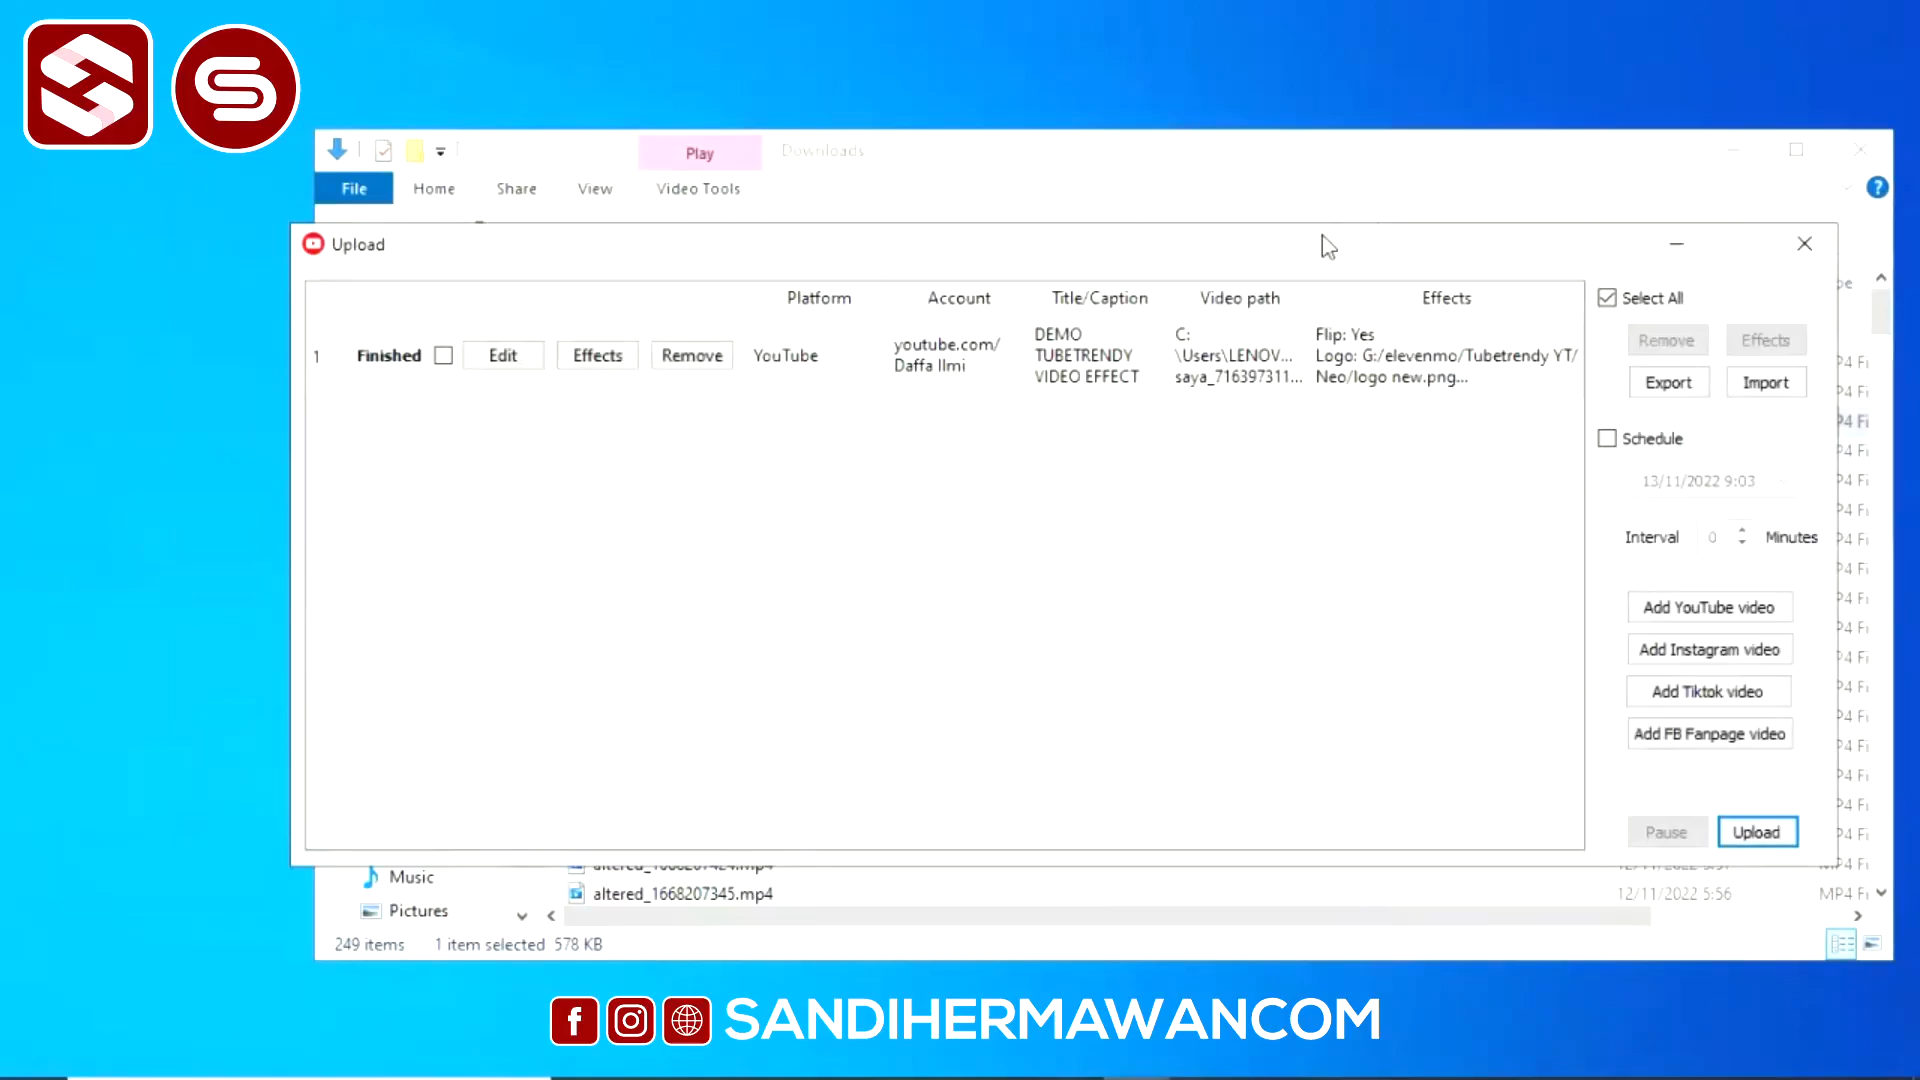 Play
Downloads
File
Home
Share
View
Video Tools
Upload
Platform
Account
Title/Caption
Video path
Effects
1
Finished
Edit
Effects
Remove
YouTube
youtube.com/
Daffa Ilmi
DEMO
TUBETRENDY
VIDEO EFFECT
C:
\Users\LENOV...
saya_716397311...
Flip: Yes
Logo: G:/elevenmo/Tubetrendy YT/
Neo/logo new.png...
Select All
Remove
Effects
Export
Import
Schedule
13/11/2022 9:03
Interval
0
Minutes
Add YouTube video
Add Instagram video
Add Tiktok video
Add FB Fanpage video
Pause
Upload
Music
altered_1668207424.mp4
altered_1668207345.mp4
12/11/2022 5:56
MP4 Fi
Pictures
249 items
1 item selected
578 KB
SANDIHERMAWANCOM